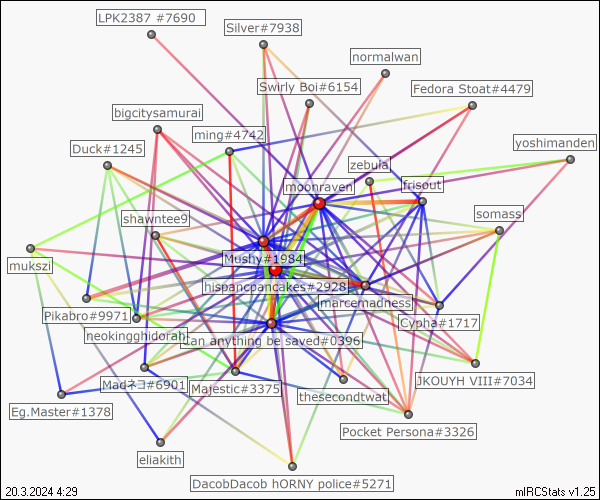 LPK2387 #7690
Silver#7938
normalwan
Swirly Boi#6154
Fedora Stoat#4479
bigcitysamurai
ming#4742
yoshimanden
Duck#1245
zebula
moonraven
frisout
shawntee9
somass
Mushy#1984
mukszi
hispancpancakes#2928
marcemadness
Pikabro#9971
Cypha#1717
neokingghidorah
Can anything be saved#0396
Madネコ#6901
Majestic#3375
JKOUYH VIII#7034
thesecondtwat
Eg.Master#1378
Pocket Persona#3326
eliakith
DacobDacob hORNY police#5271
20.3.2024 4:29
mIRCStats v1.25